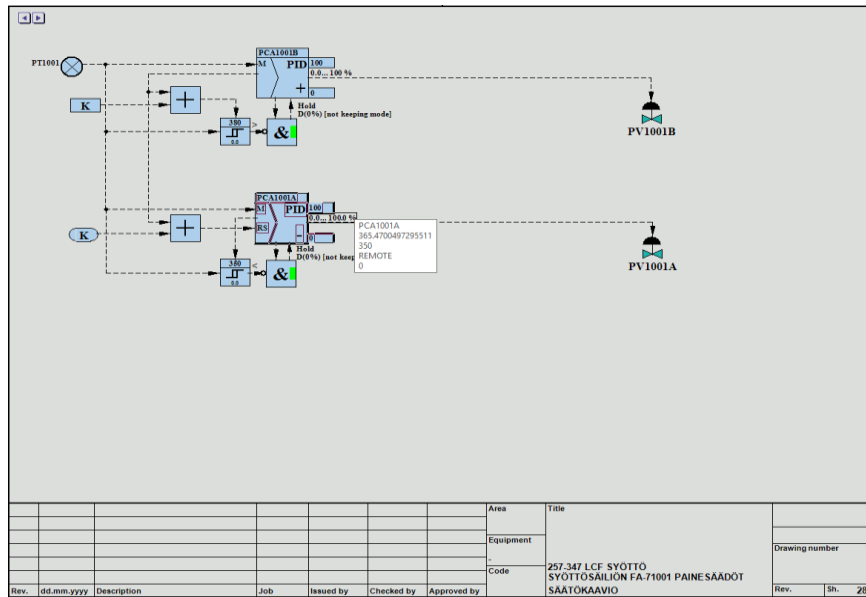 PCA1001B
PT1001
M
PID
100
0.0... 100 %
+
0
K
+
Hold
D(0%) [not keeping mode]
380
>
0.0
&
PV1001B
PCA1001A
M
PID
100
0.0... 100.0 %
RS
-
0
PCA1001A
365.4700497295511
350
REMOTE
0
K
+
Hold
D(0%) [not keep
<
0.0
&
PV1001A
Area
Title
Equipment
-
Code
257-347 LCF SYÖTTÖ
SYÖTTÖSÄILIÖN FA-71001 PAINESÄÄDÖT
SÄÄTÖKAAVIO
Drawing number
Rev.
dd.mm.yyyy
Description
Job
Issued by
Checked by
Approved by
Rev.
Sh.
28